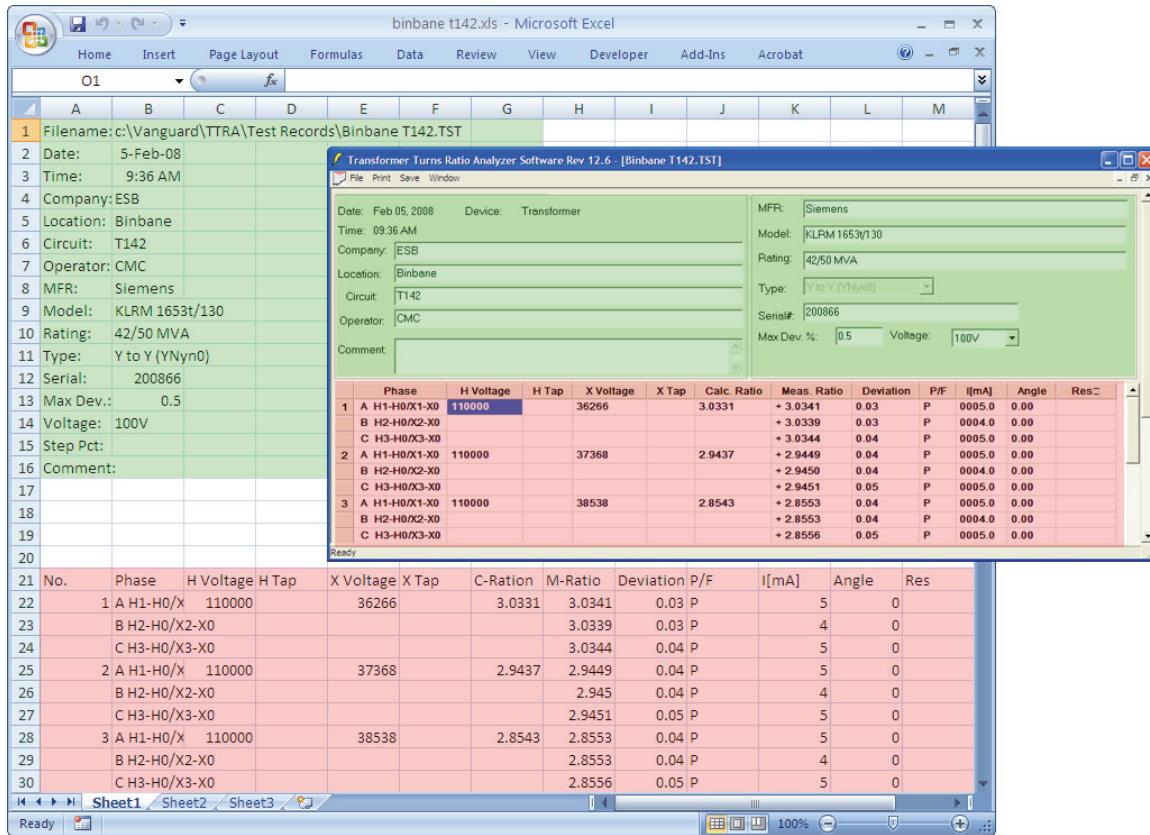 binbane t142.xls - Microsoft Excel
Home Insert Page Layout Formulas Data Review View Developer Add-Ins Acrobat
O1 fx
A B C D E F G H I J K L M
1 Filename: c:\Vanguard\TTRA\Test Records\Binbane T142.TST
2 Date: 5-Feb-08
3 Time: 9:36 AM
4 Company: ESB
5 Location: Binbane
6 Circuit: T142
7 Operator: CMC
8 MFR: Siemens
9 Model: KLRM 1653t/130
10 Rating: 42/50 MVA
11 Type: Y to Y (YNyn0)
12 Serial: 200866
13 Max Dev.: 0.5
14 Voltage: 100V
15 Step Pct:
16 Comment:
17
18
19
20
Transformer Turns Ratio Analyzer Software Rev 12.6 - [Binbane T142.TST]
File Print Save Window
Date: Feb 05, 2008 Device: Transformer
Time: 09:36 AM
Company: ESB
Location: Binbane
Circuit: T142
Operator: CMC
Comment:
MFR: Siemens
Model: KLRM 1653t/130
Rating: 42/50 MVA
Type: Y to Y (YNyn0)
Serial#: 200866
Max Dev. %: 0.5 Voltage: 100V
Phase H Voltage H Tap X Voltage X Tap Calc. Ratio Meas. Ratio Deviation P/F I[mA] Angle Res
1 A H1-H0/X1-X0 110000 36266 3.0331 + 3.0341 0.03 P 0005.0 0.00
B H2-H0/X2-X0 + 3.0339 0.03 P 0004.0 0.00
C H3-H0/X3-X0 + 3.0344 0.04 P 0005.0 0.00
2 A H1-H0/X1-X0 110000 37368 2.9437 + 2.9449 0.04 P 0005.0 0.00
B H2-H0/X2-X0 + 2.9450 0.04 P 0004.0 0.00
C H3-H0/X3-X0 + 2.9451 0.05 P 0005.0 0.00
3 A H1-H0/X1-X0 110000 38538 2.8543 + 2.8553 0.04 P 0005.0 0.00
B H2-H0/X2-X0 + 2.8553 0.04 P 0004.0 0.00
C H3-H0/X3-X0 + 2.8556 0.05 P 0005.0 0.00
Ready
21 No. Phase H Voltage H Tap X Voltage X Tap C-Ration M-Ratio Deviation P/F I[mA] Angle Res
22 1 A H1-H0/X 110000 36266 3.0331 3.0341 0.03 P 5 0
23 B H2-H0/X2-X0 3.0339 0.03 P 4 0
24 C H3-H0/X3-X0 3.0344 0.04 P 5 0
25 2 A H1-H0/X 110000 37368 2.9437 2.9449 0.04 P 5 0
26 B H2-H0/X2-X0 2.945 0.04 P 4 0
27 C H3-H0/X3-X0 2.9451 0.05 P 5 0
28 3 A H1-H0/X 110000 38538 2.8543 2.8553 0.04 P 5 0
29 B H2-H0/X2-X0 2.8553 0.04 P 4 0
30 C H3-H0/X3-X0 2.8556 0.05 P 5 0
Sheet1 Sheet2 Sheet3
Ready 100%